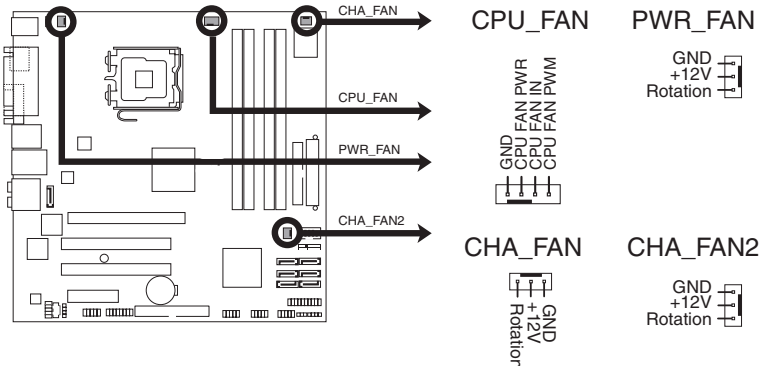 CHA_FAN
CPU_FAN
PWR_FAN
CHA_FAN2
CPU_FAN
GND
CPU FAN PWR
CPU FAN IN
CPU FAN PWM
PWR_FAN
GND
+12V
Rotation
CHA_FAN
Rotation
+12V
GND
CHA_FAN2
GND
+12V
Rotation